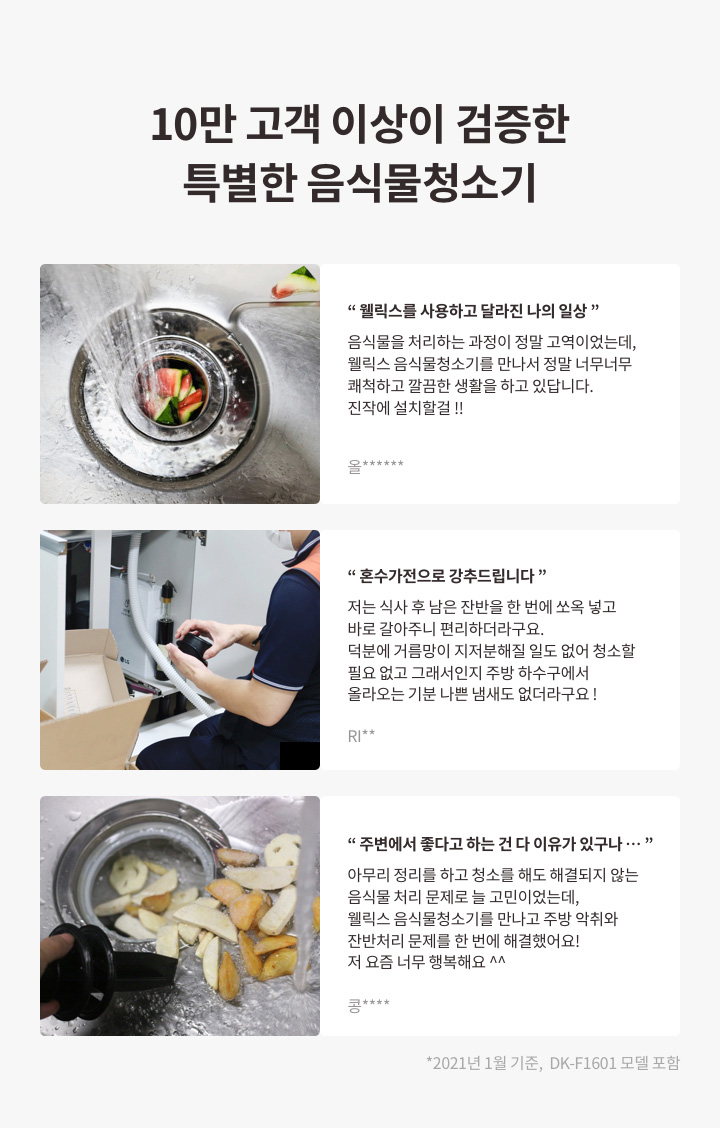 10만 고객 이상이 검증한
특별한 음식물청소기
“ 웰릭스를 사용하고 달라진 나의 일상 ”
음식물을 처리하는 과정이 정말 고역이었는데,
웰릭스 음식물청소기를 만나서 정말 너무너무
쾌척하고 깔끔한 생활을 하고 있답니다.
진작에 설치할걸 !!
올******
“ 혼수가전으로 강추드립니다 ”
저는 식사 후 남은 잔반을 한 번에 쏘옥 넣고
바로 갈아주니 편리하더라구요.
덕분에 거름망이 지저분해질 일도 없어 청소할
필요 없고 그래서인지 주방 하수구에서
올라오는 기분 나쁜 냄새도 없더라구요 !
RI**
“ 주변에서 좋다고 하는 건 다 이유가 있구나 … ”
아무리 정리를 하고 청소를 해도 해결되지 않는
음식물 처리 문제로 늘 고민이었는데,
웰릭스 음식물청소기를 만나고 주방 악취와
잔반처리 문제를 한 번에 해결했어요!
저 요즘 너무 행복해요 ^^
콩****
*2021년 1월 기준, DK-F1601 모델 포함